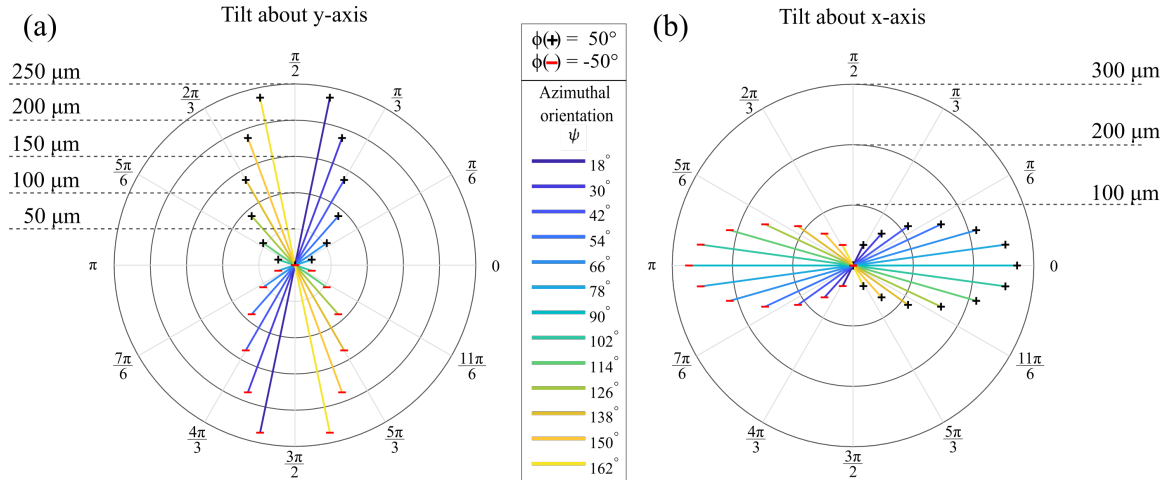 (a)
Tilt about y-axis
250 μm
200 μm
150 μm
100 μm
50 μm
π/2
π/3
π/6
0
11π/6
5π/3
3π/2
4π/3
7π/6
π
5π/6
2π/3
ϕ(+) = 50°
ϕ(−) = -50°
Azimuthal
orientation
ψ
18°
30°
42°
54°
66°
78°
90°
102°
114°
126°
138°
150°
162°
(b)
Tilt about x-axis
300 μm
200 μm
100 μm
π/2
π/3
π/6
0
11π/6
5π/3
3π/2
4π/3
7π/6
π
5π/6
2π/3